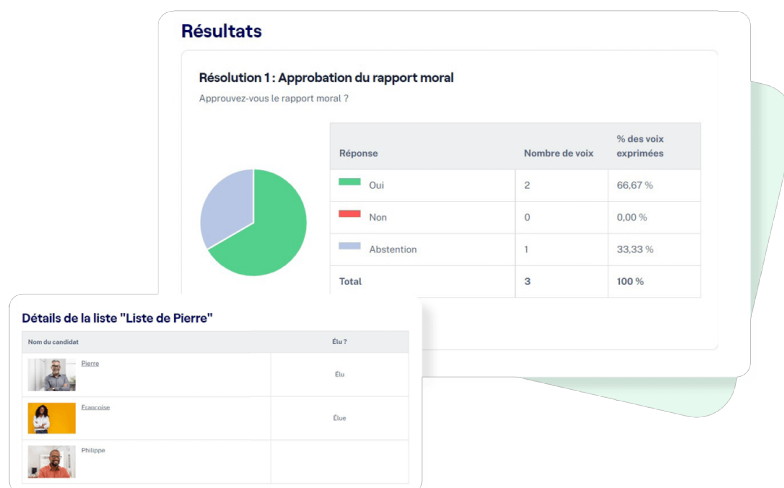 Résultats
Résolution 1 : Approbation du rapport moral
Approuvez-vous le rapport moral ?
Réponse Nombre de voix % des voix exprimées
Oui 2 66,67 %
Non 0 0,00 %
Abstention 1 33,33 %
Total 3 100 %
Détails de la liste "Liste de Pierre"
Nom du candidat Élu ?
Pierre Élu
Françoise Élue
Philippe